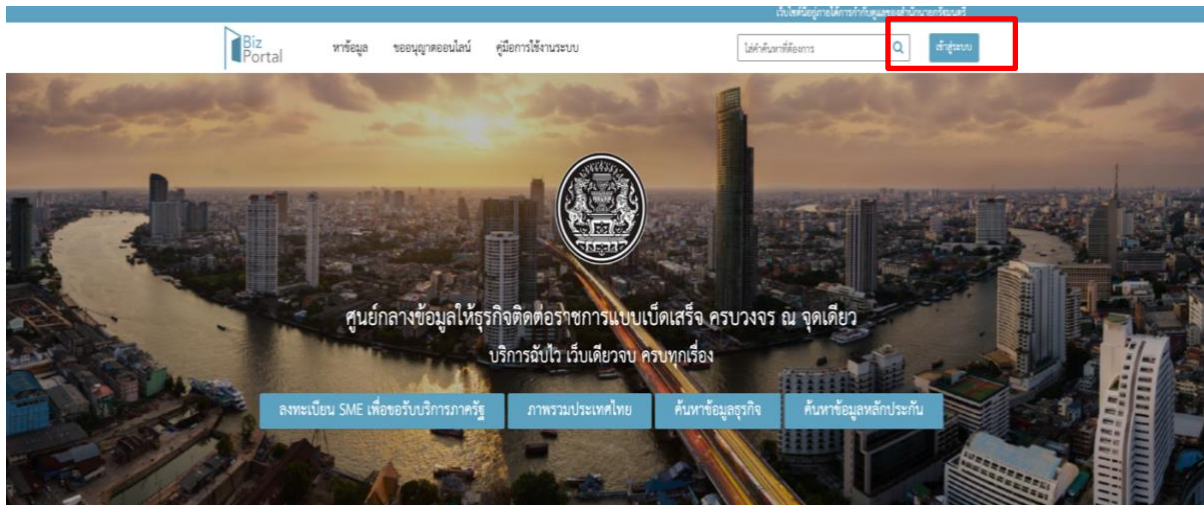 เว็บไซต์นี้อยู่ภายใต้การกำกับดูแลของสำนักนายกรัฐมนตรี
Biz Portal
หาข้อมูล ขออนุญาตออนไลน์ คู่มือการใช้งานระบบ ใส่คำค้นหาที่ต้องการ เข้าสู่ระบบ
ศูนย์กลางข้อมูลให้ธุรกิจติดต่อราชการแบบเบ็ดเสร็จ ครบวงจร ณ จุดเดียว
บริการฉับไว เว็บเดียวจบ ครบทุกเรื่อง
ลงทะเบียน SME เพื่อขอรับบริการภาครัฐ ภาพรวมประเทศไทย ค้นหาข้อมูลธุรกิจ ค้นหาข้อมูลหลักประกัน